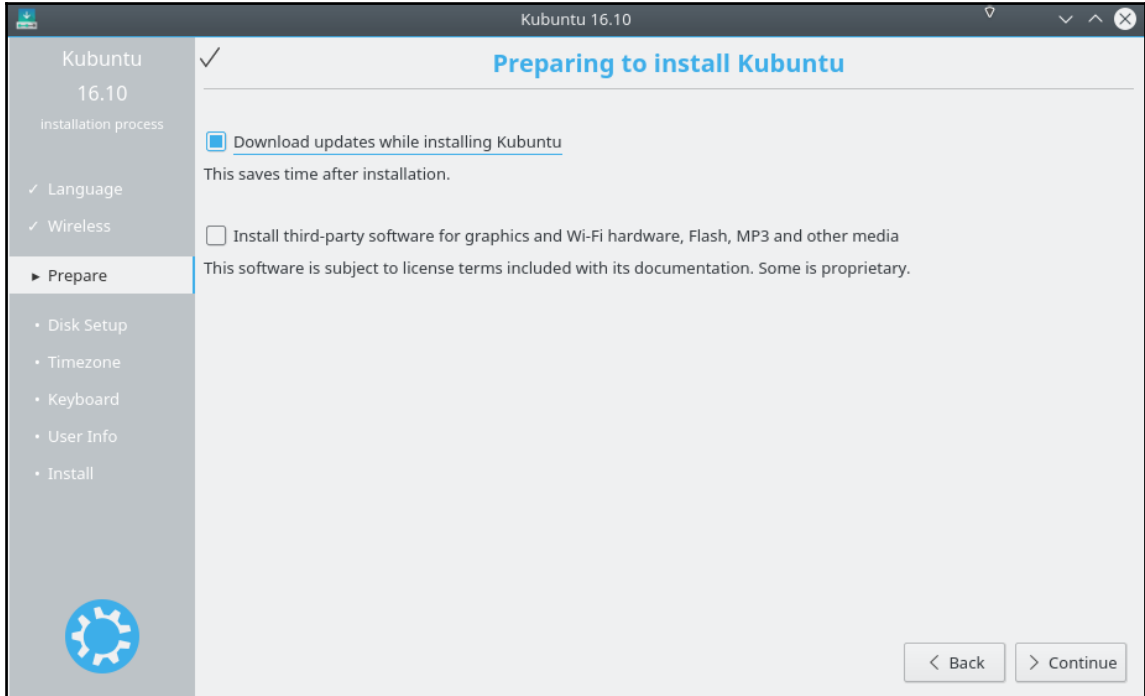 Kubuntu 16.10
Kubuntu
16.10
installation process
✓ Language
✓ Wireless
▸ Prepare
• Disk Setup
• Timezone
• Keyboard
• User Info
• Install
Preparing to install Kubuntu
Download updates while installing Kubuntu
This saves time after installation.
Install third-party software for graphics and Wi-Fi hardware, Flash, MP3 and other media
This software is subject to license terms included with its documentation. Some is proprietary.
< Back
> Continue